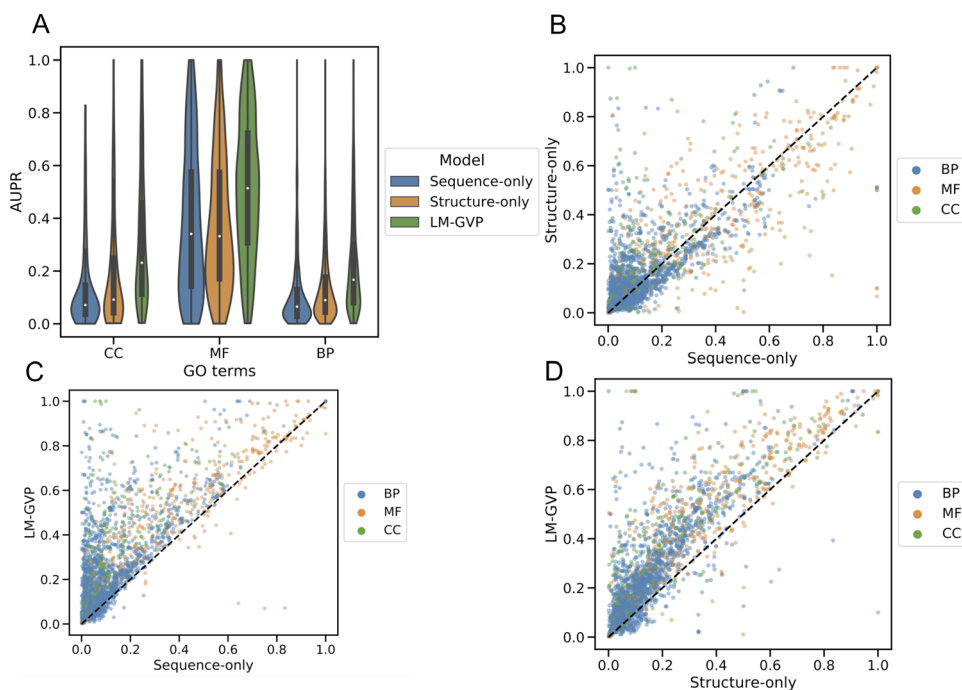 A
AUPR
1.0
0.8
0.6
0.4
0.2
0.0
CC
MF
BP
GO terms
Model
Sequence-only
Structure-only
LM-GVP
B
Structure-only
1.0
0.8
0.6
0.4
0.2
0.0
0.0 0.2 0.4 0.6 0.8 1.0
Sequence-only
BP
MF
CC
C
LM-GVP
1.0
0.8
0.6
0.4
0.2
0.0
0.0 0.2 0.4 0.6 0.8 1.0
Sequence-only
BP
MF
CC
D
LM-GVP
1.0
0.8
0.6
0.4
0.2
0.0
0.0 0.2 0.4 0.6 0.8 1.0
Structure-only
BP
MF
CC